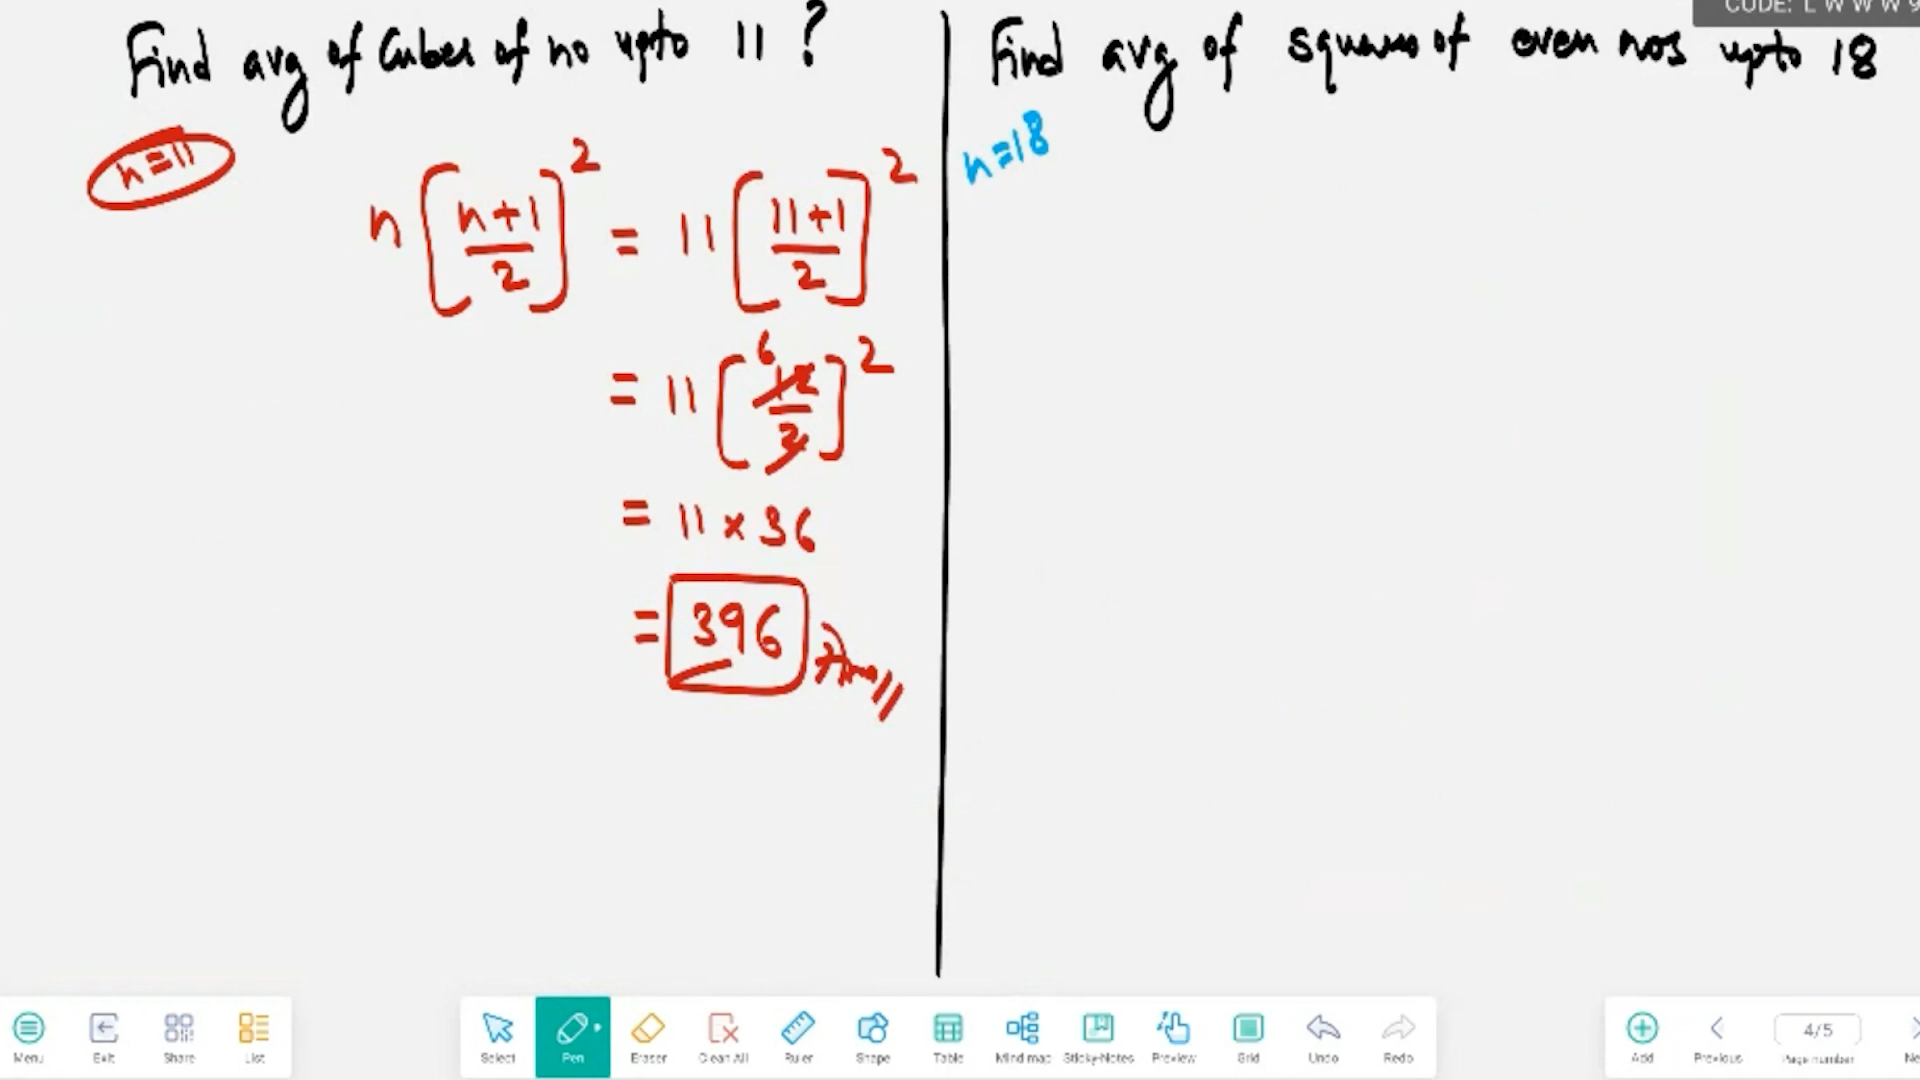 Find avg of Cubes of no upto 11 ?
n=11
n[n+1/2]² = 11[11+1/2]²
= 11[12/2]² 6
= 11 × 36
= 396 Ans
CODE: L W W W 9
Find avg of squares of even nos upto 18
n=18
Menu Exit Share List Select Pen Eraser Clean All Ruler Shape Table Mind map Sticky-Notes Preview Grid Undo Redo Add Previous 4/5 Page number Ne